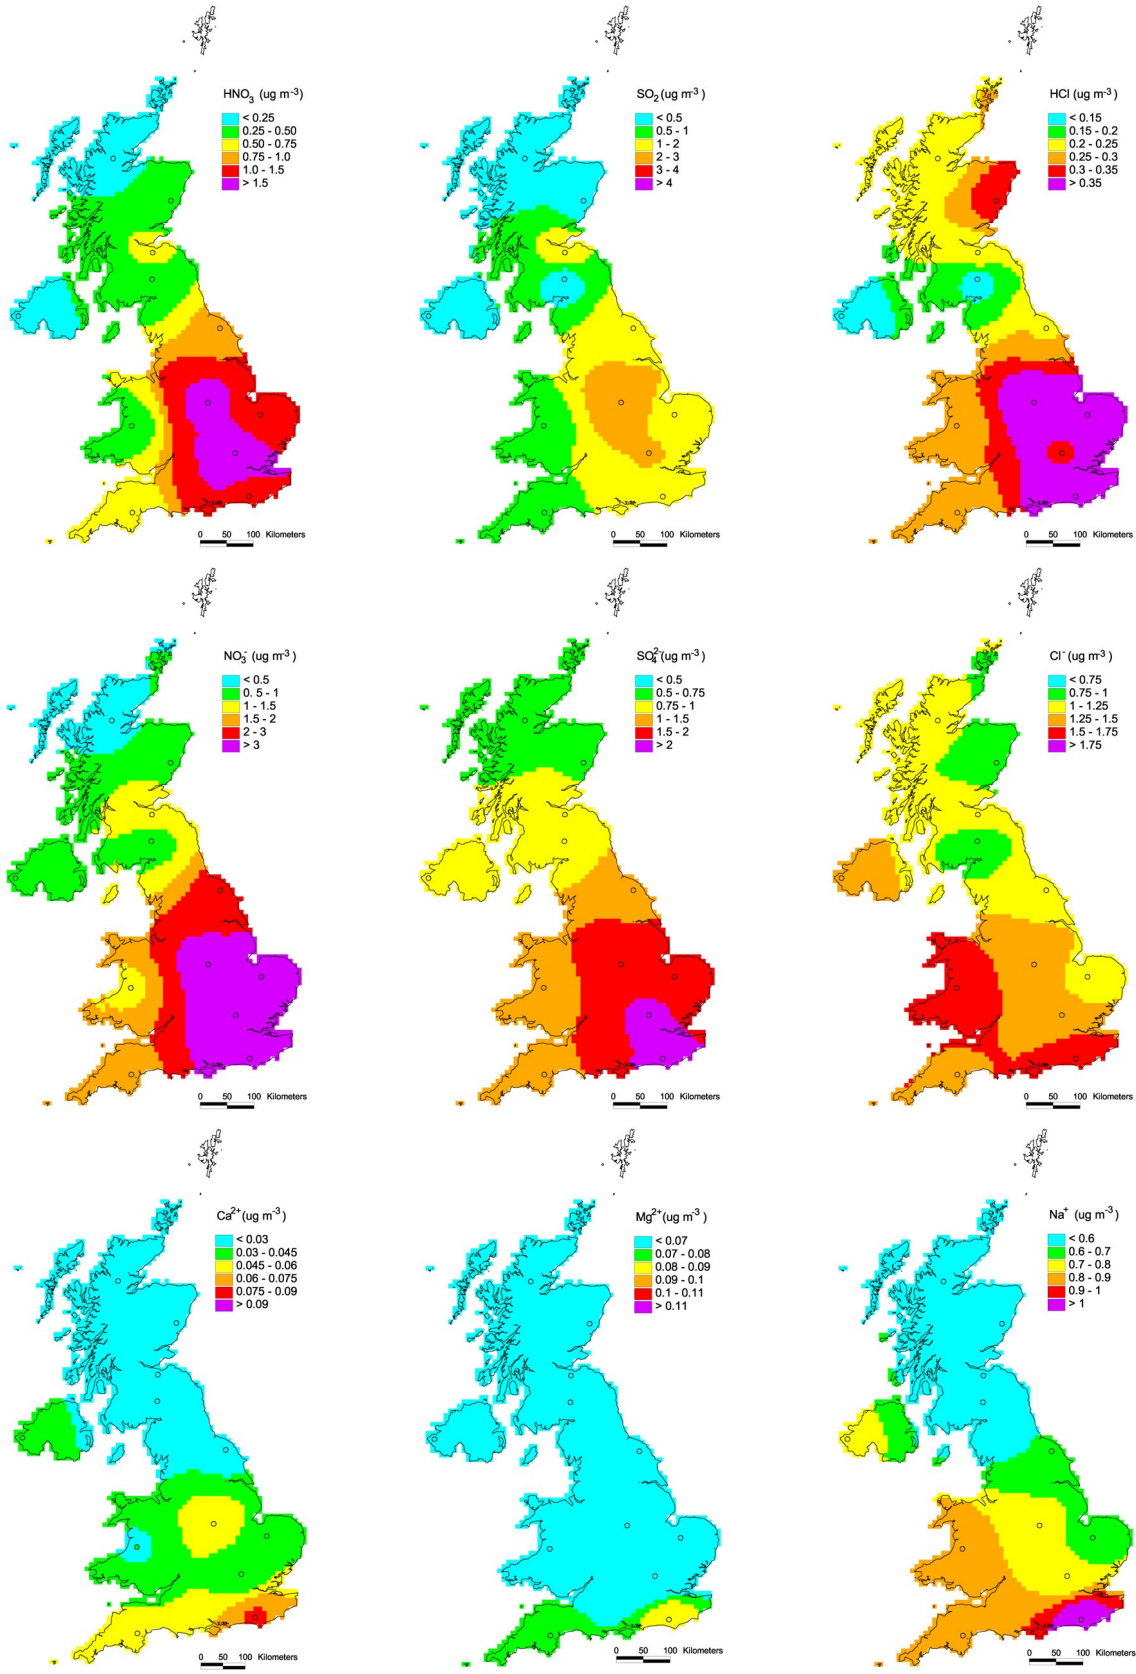 HNO3 (ug m-3)
< 0.25
0.25 - 0.50
0.50 - 0.75
0.75 - 1.0
1.0 - 1.5
> 1.5
0 50 100 Kilometers
SO2 (ug m-3)
< 0.5
0.5 - 1
1 - 2
2 - 3
3 - 4
> 4
0 50 100 Kilometers
HCl (ug m-3)
< 0.15
0.15 - 0.2
0.2 - 0.25
0.25 - 0.3
0.3 - 0.35
> 0.35
0 50 100 Kilometers
NO3- (ug m-3)
< 0.5
0. 5 - 1
1 - 1.5
1.5 - 2
2 - 3
> 3
0 50 100 Kilometers
SO42- (ug m-3)
< 0.5
0.5 - 0.75
0.75 - 1
1 - 1.5
1.5 - 2
> 2
0 50 100 Kilometers
Cl- (ug m-3)
< 0.75
0.75 - 1
1 - 1.25
1.25 - 1.5
1.5 - 1.75
> 1.75
0 50 100 Kilometers
Ca2+ (ug m-3)
< 0.03
0.03 - 0.045
0.045 - 0.06
0.06 - 0.075
0.075 - 0.09
> 0.09
0 50 100 Kilometers
Mg2+ (ug m-3)
< 0.07
0.07 - 0.08
0.08 - 0.09
0.09 - 0.1
0.1 - 0.11
> 0.11
0 50 100 Kilometers
Na+ (ug m-3)
< 0.6
0.6 - 0.7
0.7 - 0.8
0.8 - 0.9
0.9 - 1
> 1
0 50 100 Kilometers